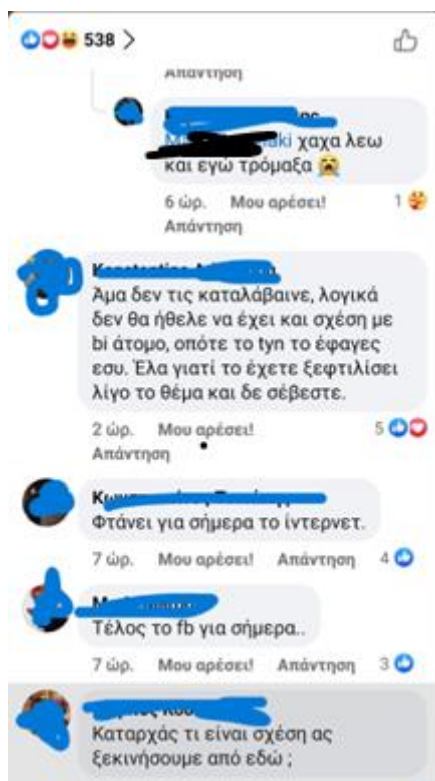 538 >
Απάντηση
aki χαχα λεω
και εγώ τρόμαξα 😭
6 ώρ. Μου αρέσει! 1
Απάντηση
Άμα δεν τις καταλάβαινε, λογικά
δεν θα ήθελε να έχει και σχέση με
bi άτομο, οπότε το tyn το έφαγες
εσυ. Έλα γιατί το έχετε ξεφτιλίσει
λίγο το θέμα και δε σέβεστε.
2 ώρ. Μου αρέσει! 5
Απάντηση
Φτάνει για σήμερα το ίντερνετ.
7 ώρ. Μου αρέσει! Απάντηση 4
Τέλος το fb για σήμερα..
7 ώρ. Μου αρέσει! Απάντηση 3
Καταρχάς τι είναι σχέση ας
ξεκινήσουμε από εδώ ;